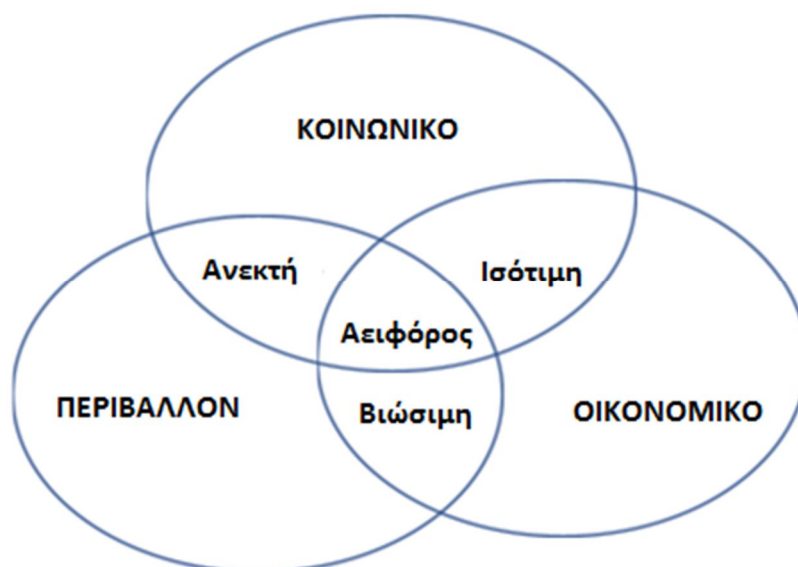 ΚΟΙΝΩΝΙΚΟ
Ανεκτή
Ισότιμη
Αειφόρος
ΠΕΡΙΒΑΛΛΟΝ
Βιώσιμη
ΟΙΚΟΝΟΜΙΚΟ